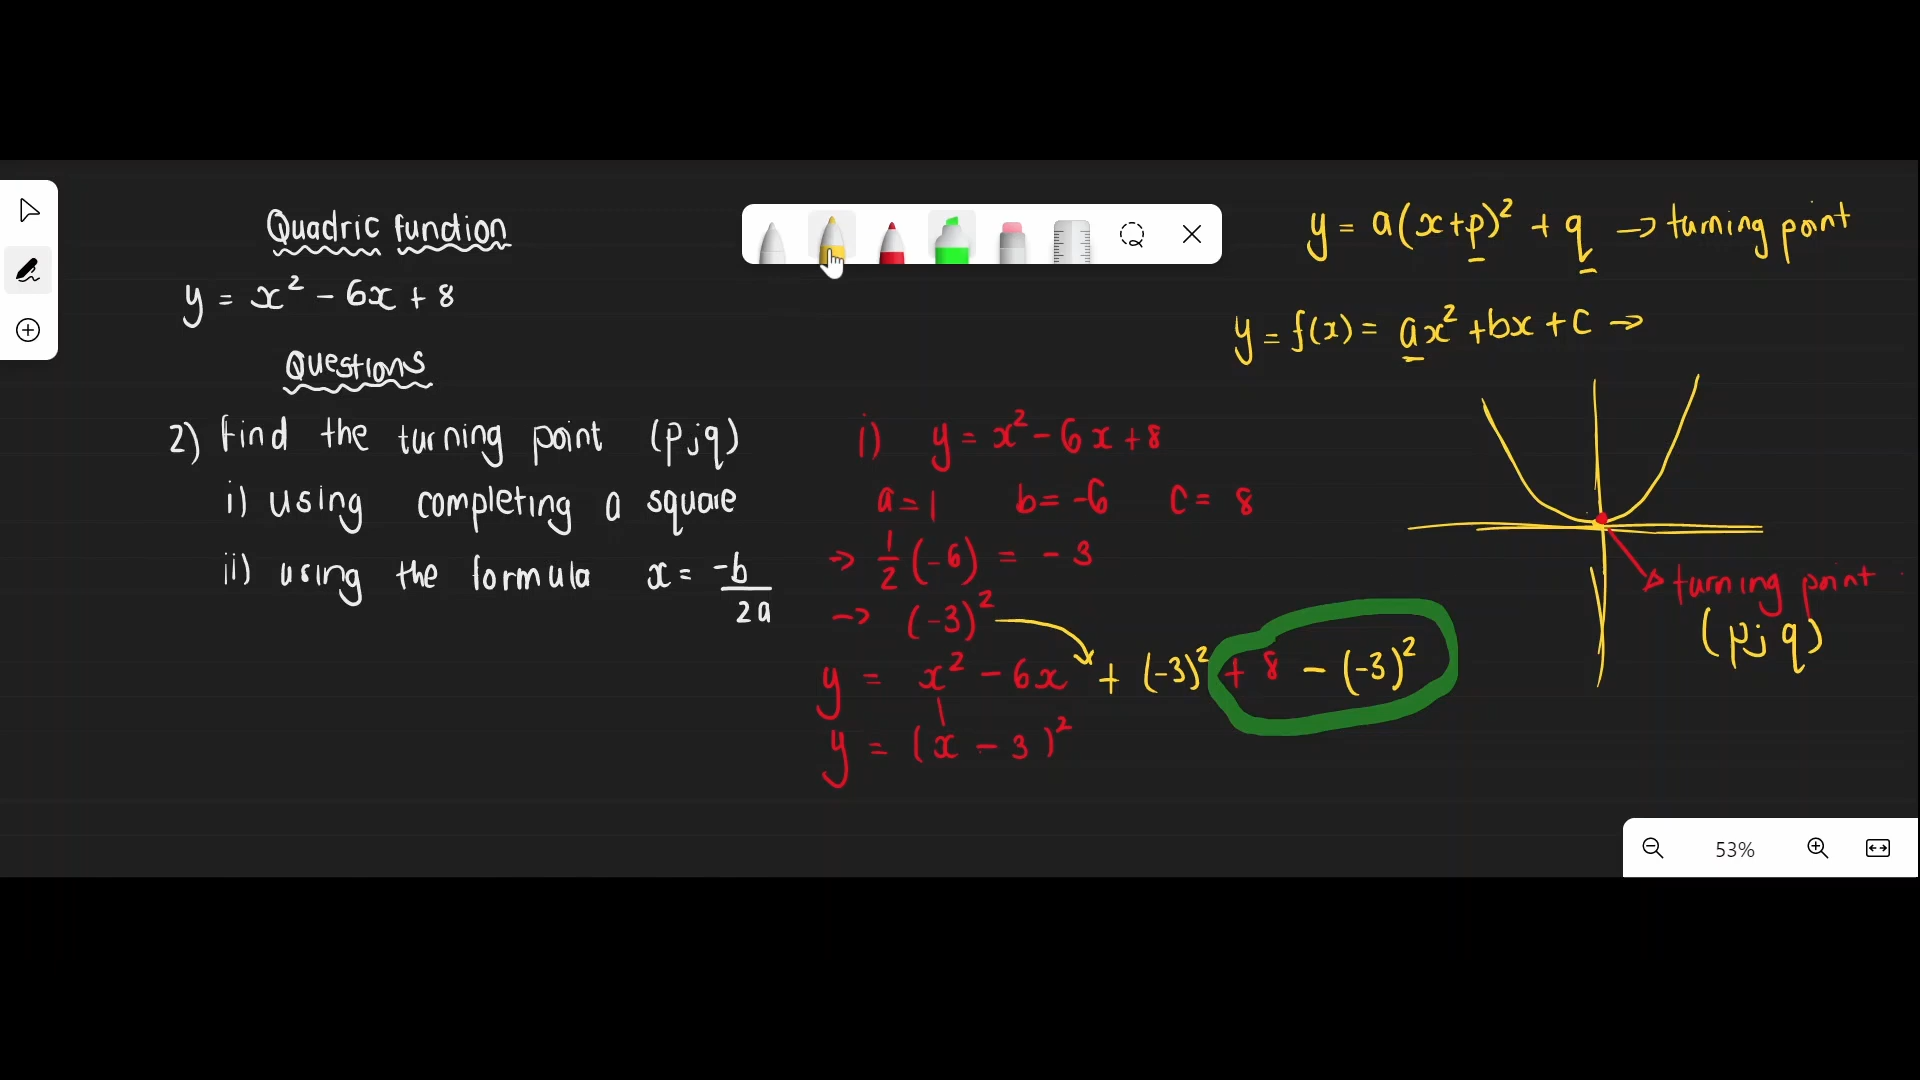 Quadric function
y = x² - 6x + 8
Questions
2) Find the turning point (p;q)
i) using completing a square
ii) using the formula x = -b/2a
i) y = x² - 6x + 8
a = 1 b = -6 c = 8
→ 1/2 (-6) = - 3
→ (-3)²
y = x² - 6x + (-3)² + 8 - (-3)²
y = (x - 3)²
y = a(x+p)² + q → turning point
y = f(x) = ax² + bx + c →
turning point
(p; q)
53%